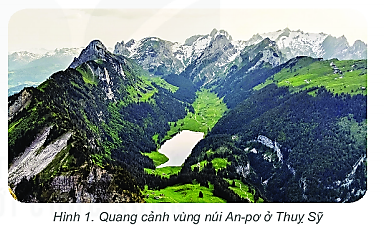 Hình 1. Quang cảnh vùng núi An-pơ ở Thuỵ Sỹ